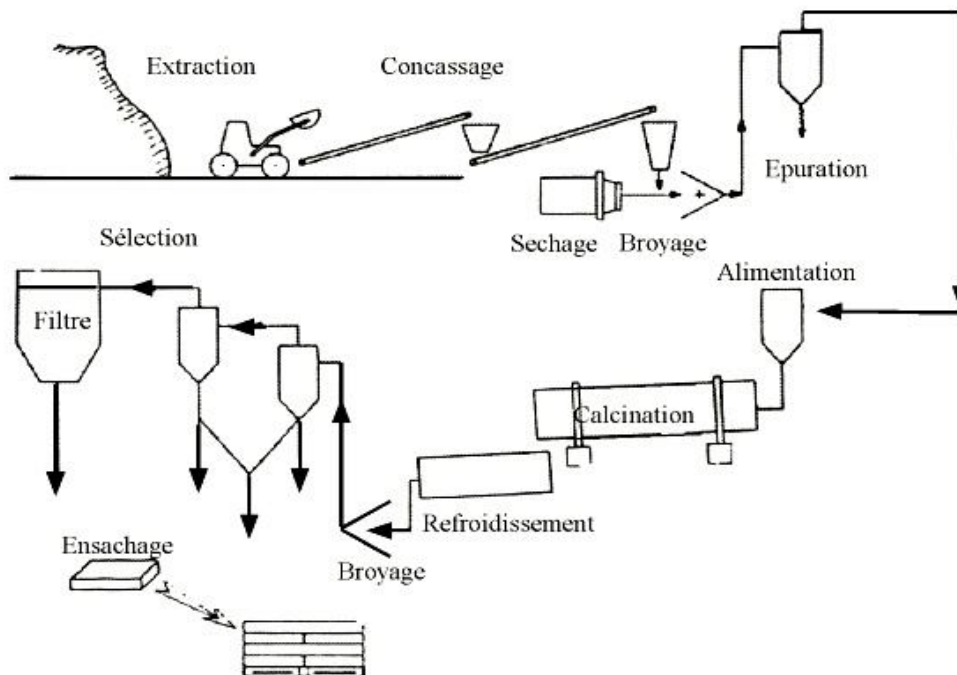 Extraction
Concassage
Epuration
Sechage
Broyage
Sélection
Alimentation
Filtre
Calcination
Refroidissement
Broyage
Ensachage